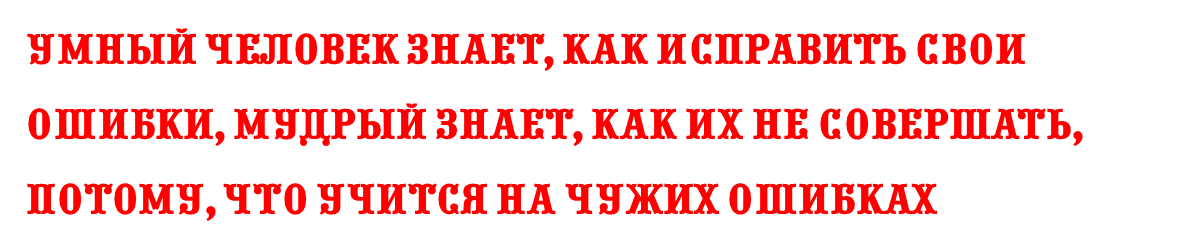 УМНЫЙ ЧЕЛОВЕК ЗНАЕТ, КАК ИСПРАВИТЬ СВОИ
ОШИБКИ, МУДРЫЙ ЗНАЕТ, КАК ИХ НЕ СОВЕРШАТЬ,
ПОТОМУ, ЧТО УЧИТСЯ НА ЧУЖИХ ОШИБКАХ